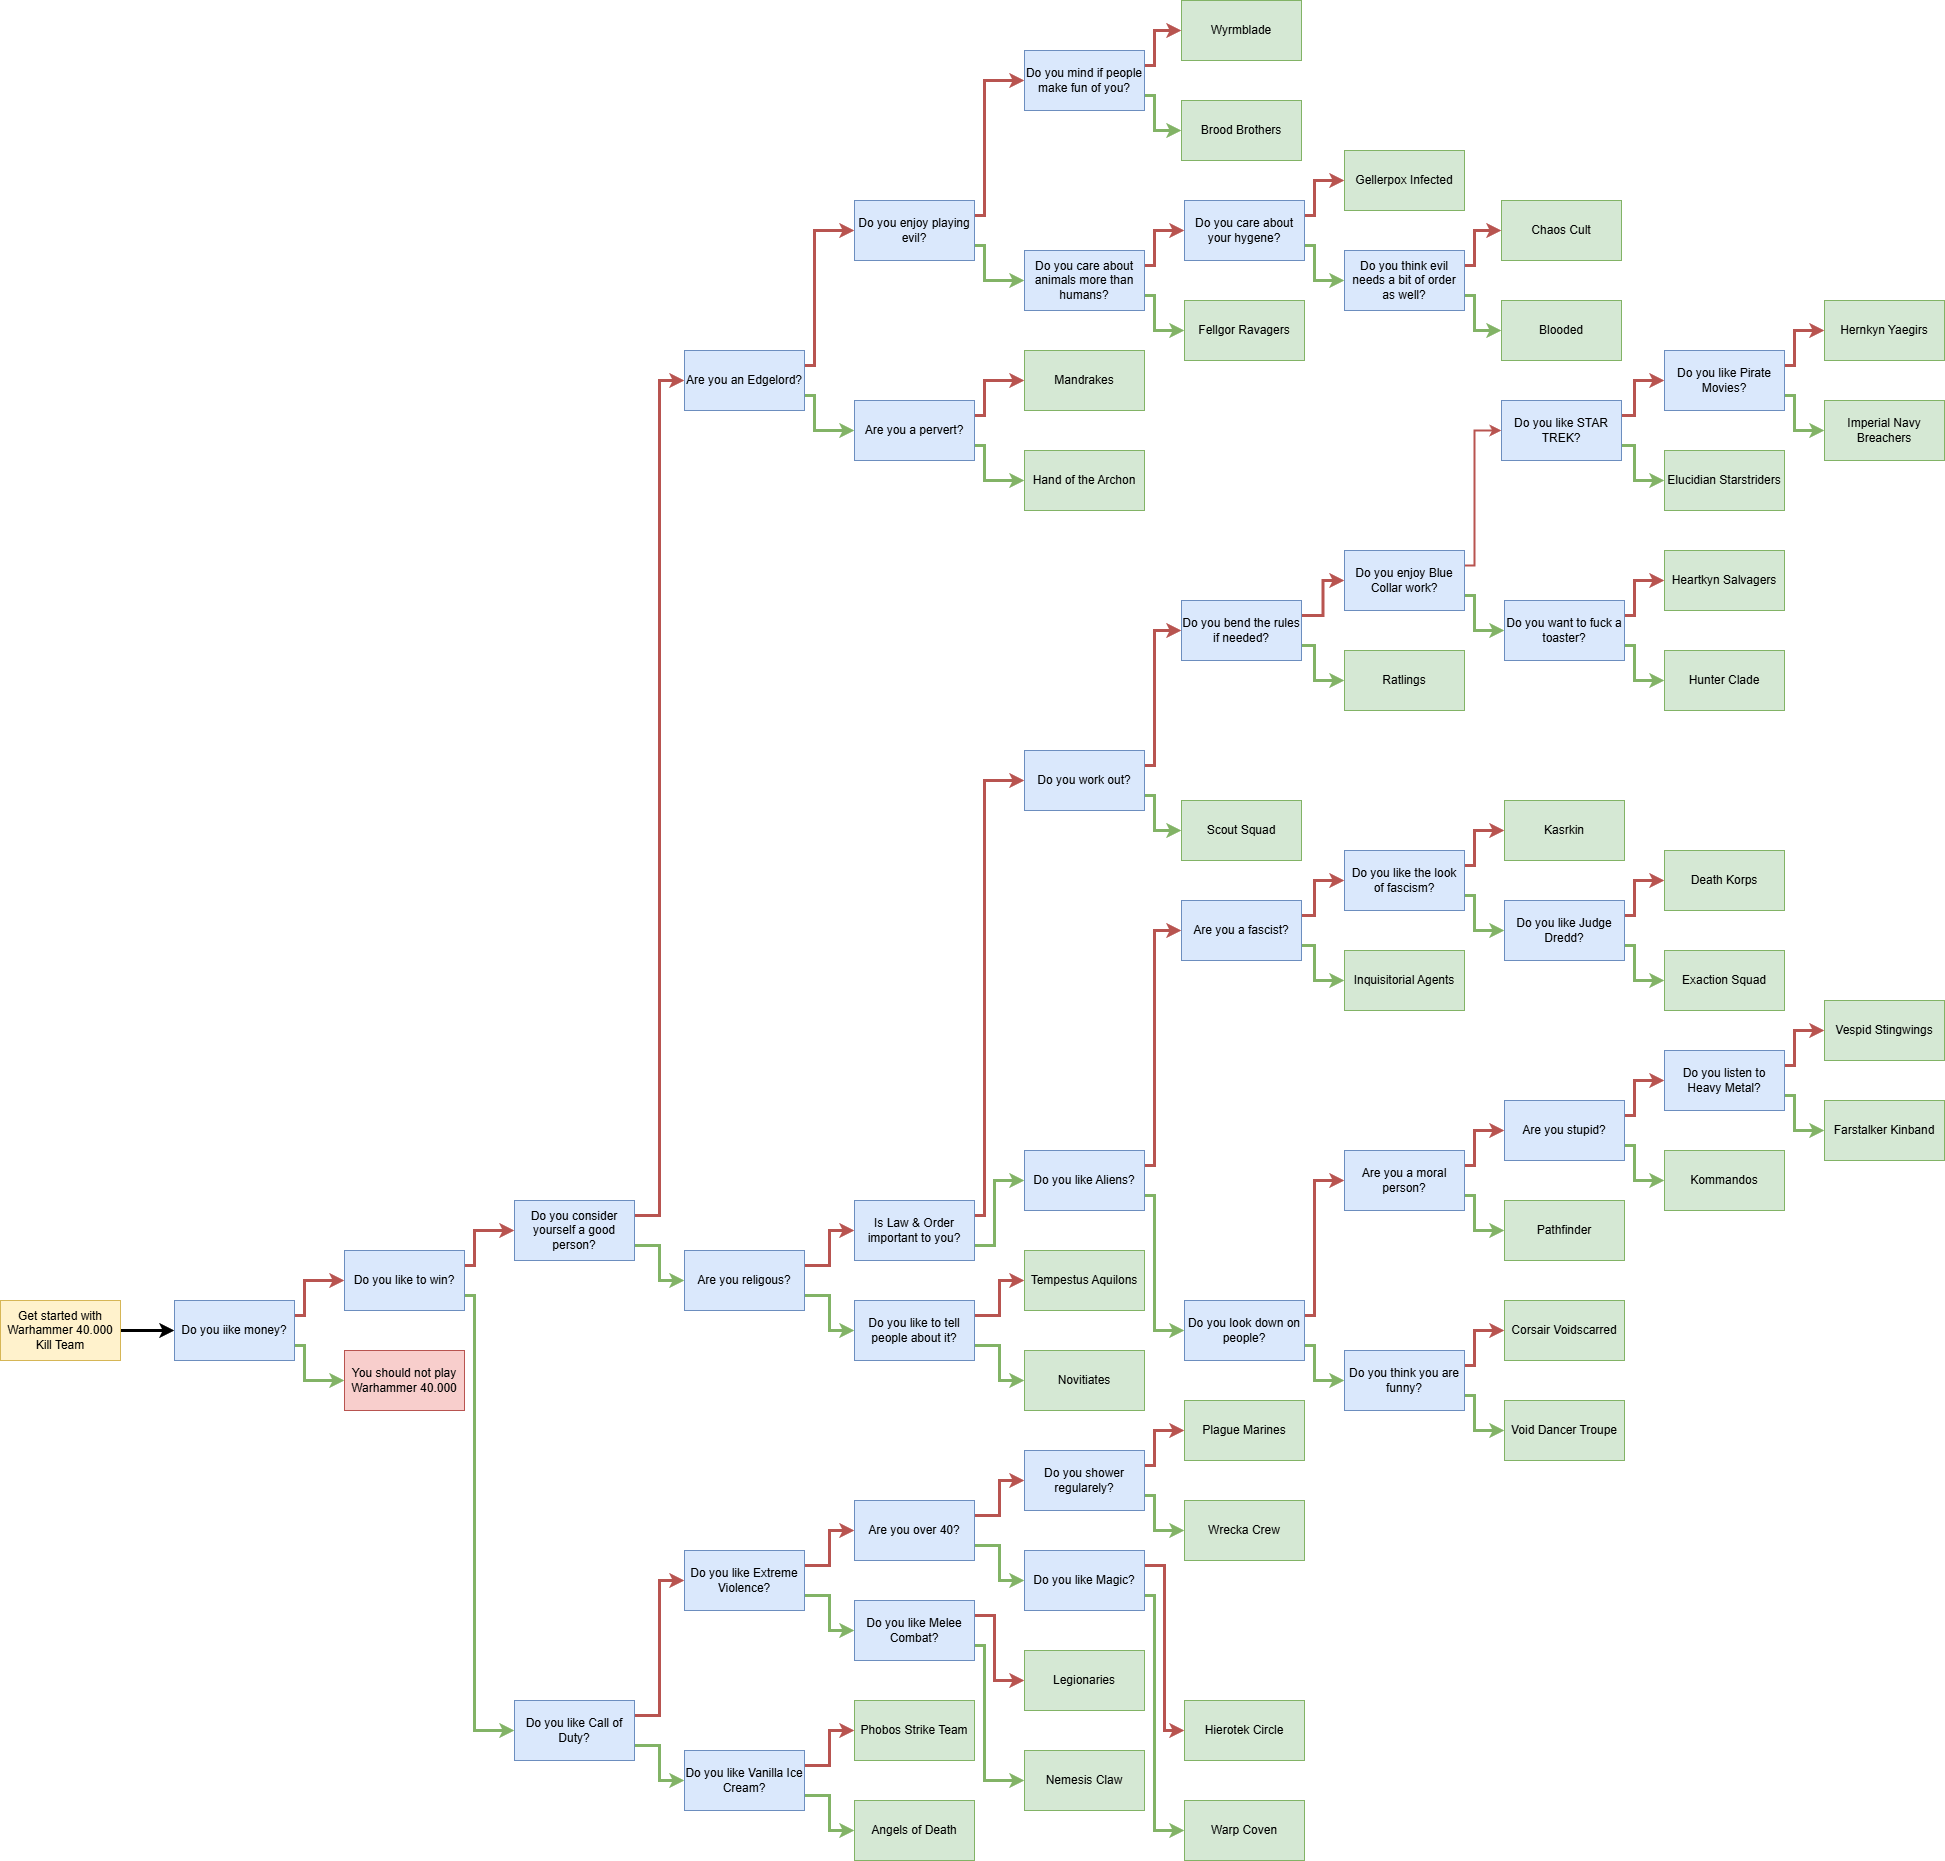 Wyrmblade
Do you mind if people
make fun of you?
Brood Brothers
Gellerpox Infected
Do you enjoy playing
evil?
Do you care about
your hygene?
Chaos Cult
Do you care about
animals more than
humans?
Do you think evil
needs a bit of order
as well?
Fellgor Ravagers
Blooded
Hernkyn Yaegirs
Are you an Edgelord?
Mandrakes
Do you like Pirate
Movies?
Are you a pervert?
Do you like STAR
TREK?
Imperial Navy
Breachers
Hand of the Archon
Elucidian Starstriders
Do you enjoy Blue
Collar work?
Heartkyn Salvagers
Do you bend the rules
if needed?
Do you want to fuck a
toaster?
Ratlings
Hunter Clade
Do you work out?
Scout Squad
Kasrkin
Do you like the look
of fascism?
Death Korps
Are you a fascist?
Do you like Judge
Dredd?
Inquisitorial Agents
Exaction Squad
Vespid Stingwings
Do you listen to
Heavy Metal?
Are you stupid?
Farstalker Kinband
Do you like Aliens?
Are you a moral
person?
Kommandos
Do you consider
yourself a good
person?
Is Law & Order
important to you?
Pathfinder
Do you like to win?
Are you religous?
Tempestus Aquilons
Get started with
Warhammer 40.000
Kill Team
Do you iike money?
Do you like to tell
people about it?
Do you look down on
people?
Corsair Voidscarred
You should not play
Warhammer 40.000
Novitiates
Do you think you are
funny?
Plague Marines
Void Dancer Troupe
Do you shower
regularely?
Are you over 40?
Wrecka Crew
Do you like Extreme
Violence?
Do you like Magic?
Do you like Melee
Combat?
Legionaries
Do you like Call of
Duty?
Phobos Strike Team
Hierotek Circle
Do you like Vanilla Ice
Cream?
Nemesis Claw
Angels of Death
Warp Coven